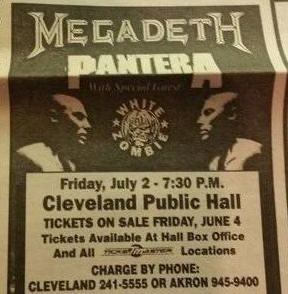 MEGADETH
PANTERA
With Special Guest
WHITE
ZOMBIE
Friday, July 2 - 7:30 P.M.
Cleveland Public Hall
TICKETS ON SALE FRIDAY, JUNE 4
Tickets Available At Hall Box Office
And All TICKETMASTER Locations
CHARGE BY PHONE:
CLEVELAND 241-5555 OR AKRON 945-9400